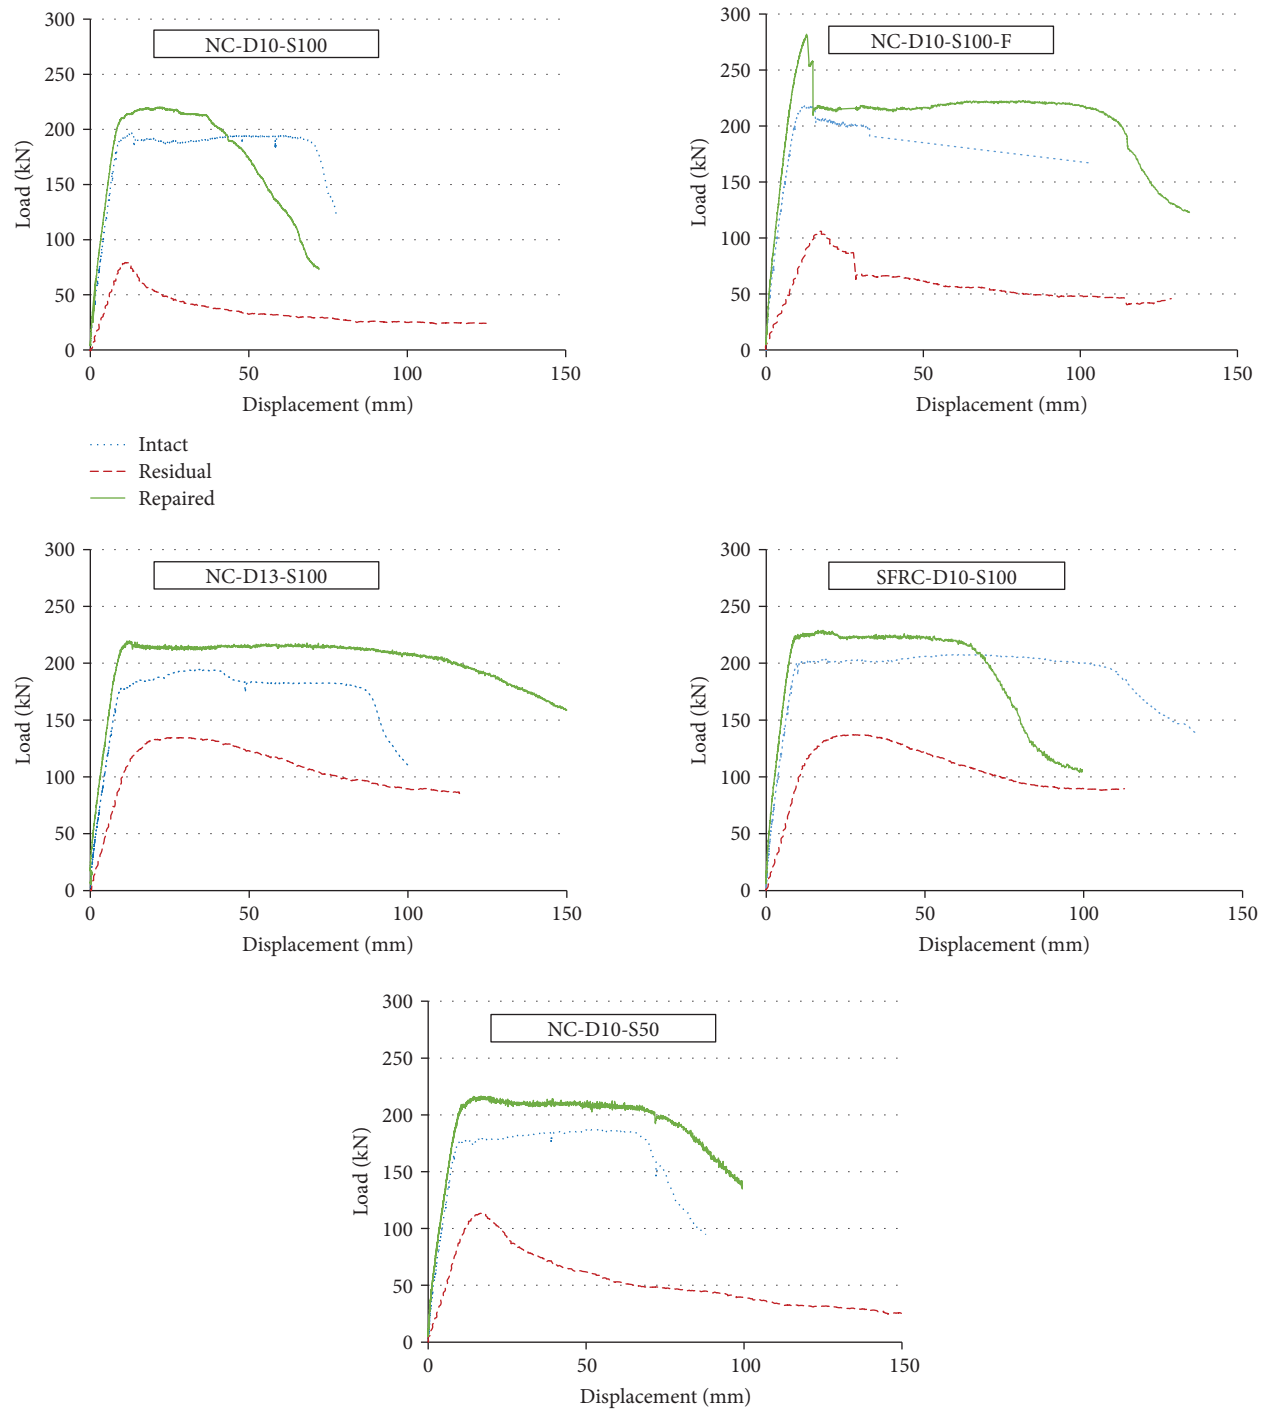 NC-D10-S100
300
250
200
150
100
50
0
Load (kN)
0 50 100 150
Displacement (mm)
NC-D10-S100-F
300
250
200
150
100
50
0
Load (kN)
0 50 100 150
Displacement (mm)
Intact
Residual
Repaired
NC-D13-S100
300
250
200
150
100
50
0
Load (kN)
0 50 100 150
Displacement (mm)
SFRC-D10-S100
300
250
200
150
100
50
0
Load (kN)
0 50 100 150
Displacement (mm)
NC-D10-S50
300
250
200
150
100
50
0
Load (kN)
0 50 100 150
Displacement (mm)